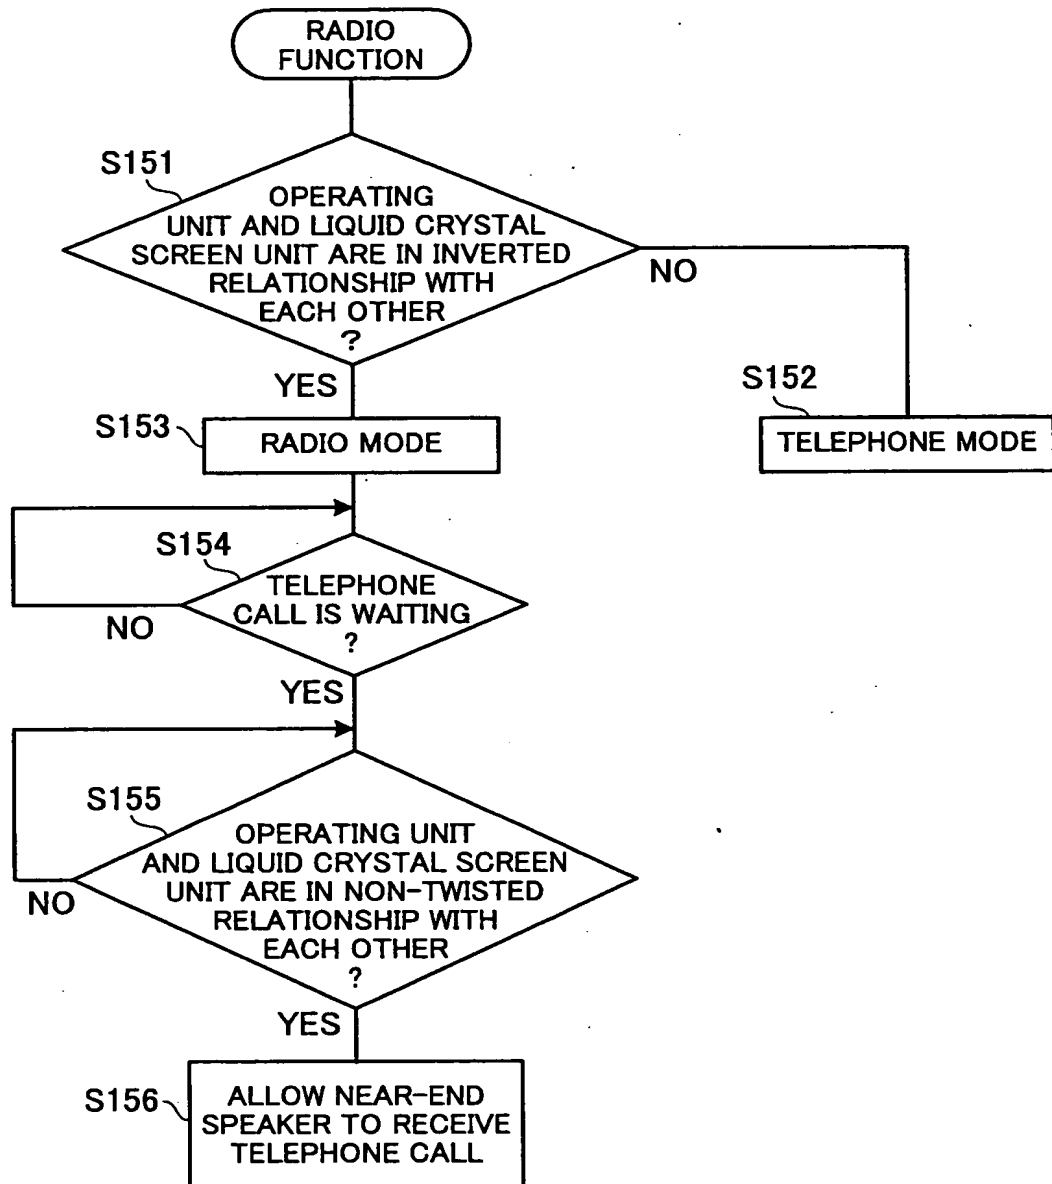 RADIO
FUNCTION
S151
OPERATING
UNIT AND LIQUID CRYSTAL
SCREEN UNIT ARE IN INVERTED
RELATIONSHIP WITH
EACH OTHER
?
NO
YES
S152
TELEPHONE MODE
S153
RADIO MODE
S154
TELEPHONE
CALL IS WAITING
?
NO
YES
S155
OPERATING UNIT
AND LIQUID CRYSTAL SCREEN
UNIT ARE IN NON-TWISTED
RELATIONSHIP WITH
EACH OTHER
?
NO
YES
S156
ALLOW NEAR-END
SPEAKER TO RECEIVE
TELEPHONE CALL